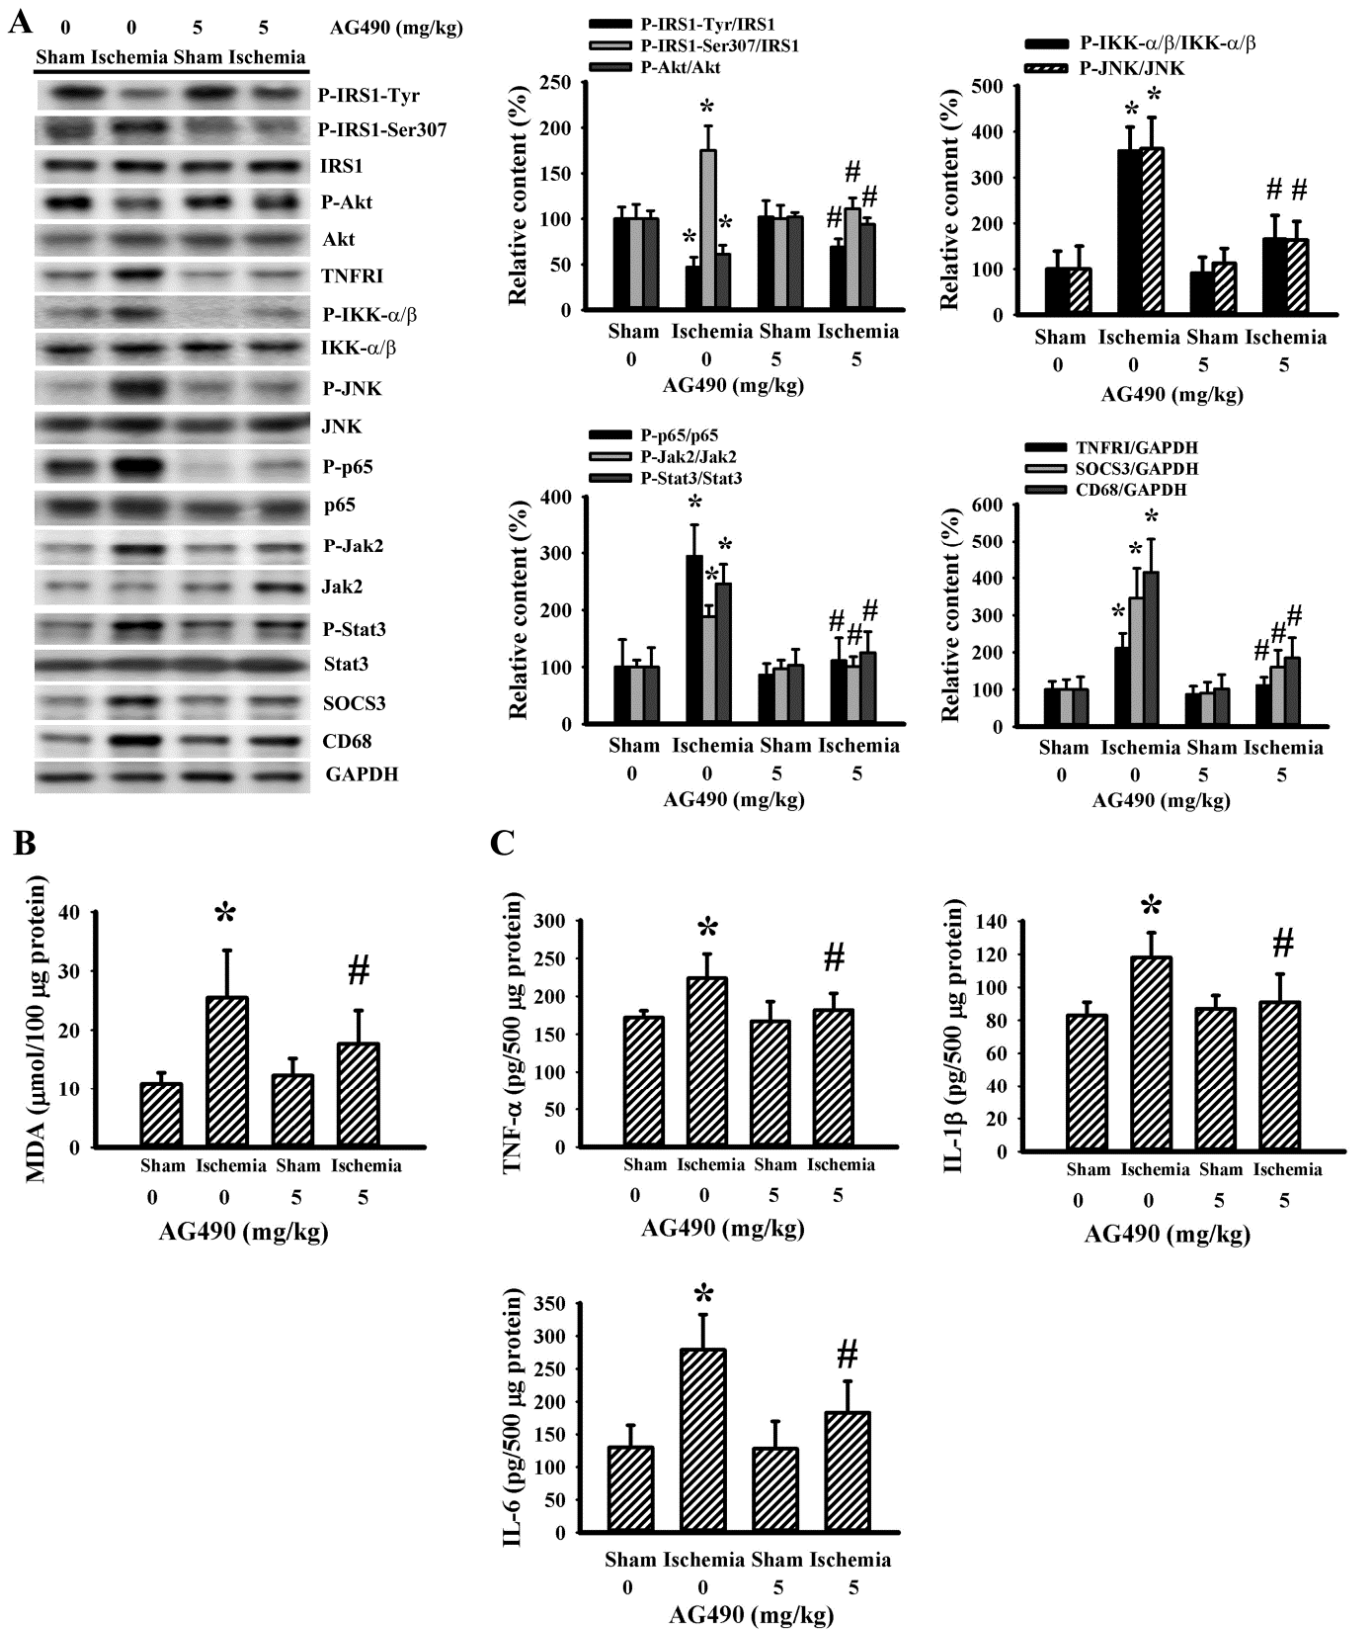 A
0 0 5 5 AG490 (mg/kg)
Sham Ischemia Sham Ischemia
P-IRS1-Tyr
P-IRS1-Ser307
IRS1
P-Akt
Akt
TNFRI
P-IKK-α/β
IKK-α/β
P-JNK
JNK
P-p65
p65
P-Jak2
Jak2
P-Stat3
Stat3
SOCS3
CD68
GAPDH
P-IRS1-Tyr/IRS1
P-IRS1-Ser307/IRS1
P-Akt/Akt
Relative content (%)
250
200
150
100
50
0
*
*
*
#
#
#
Sham Ischemia Sham Ischemia
0 0 5 5
AG490 (mg/kg)
P-IKK-α/β/IKK-α/β
P-JNK/JNK
Relative content (%)
500
400
300
200
100
0
* *
# #
Sham Ischemia Sham Ischemia
0 0 5 5
AG490 (mg/kg)
P-p65/p65
P-Jak2/Jak2
P-Stat3/Stat3
Relative content (%)
400
300
200
100
0
*
*
*
#
#
#
Sham Ischemia Sham Ischemia
0 0 5 5
AG490 (mg/kg)
TNFRI/GAPDH
SOCS3/GAPDH
CD68/GAPDH
Relative content (%)
600
500
400
300
200
100
0
*
*
*
#
#
#
Sham Ischemia Sham Ischemia
0 0 5 5
AG490 (mg/kg)
B
MDA (μmol/100 μg protein)
40
30
20
10
0
*
#
Sham Ischemia Sham Ischemia
0 0 5 5
AG490 (mg/kg)
C
TNF-α (pg/500 μg protein)
300
250
200
150
100
50
0
*
#
Sham Ischemia Sham Ischemia
0 0 5 5
AG490 (mg/kg)
IL-1β (pg/500 μg protein)
140
120
100
80
60
40
20
0
*
#
Sham Ischemia Sham Ischemia
0 0 5 5
AG490 (mg/kg)
IL-6 (pg/500 μg protein)
350
300
250
200
150
100
50
0
*
#
Sham Ischemia Sham Ischemia
0 0 5 5
AG490 (mg/kg)